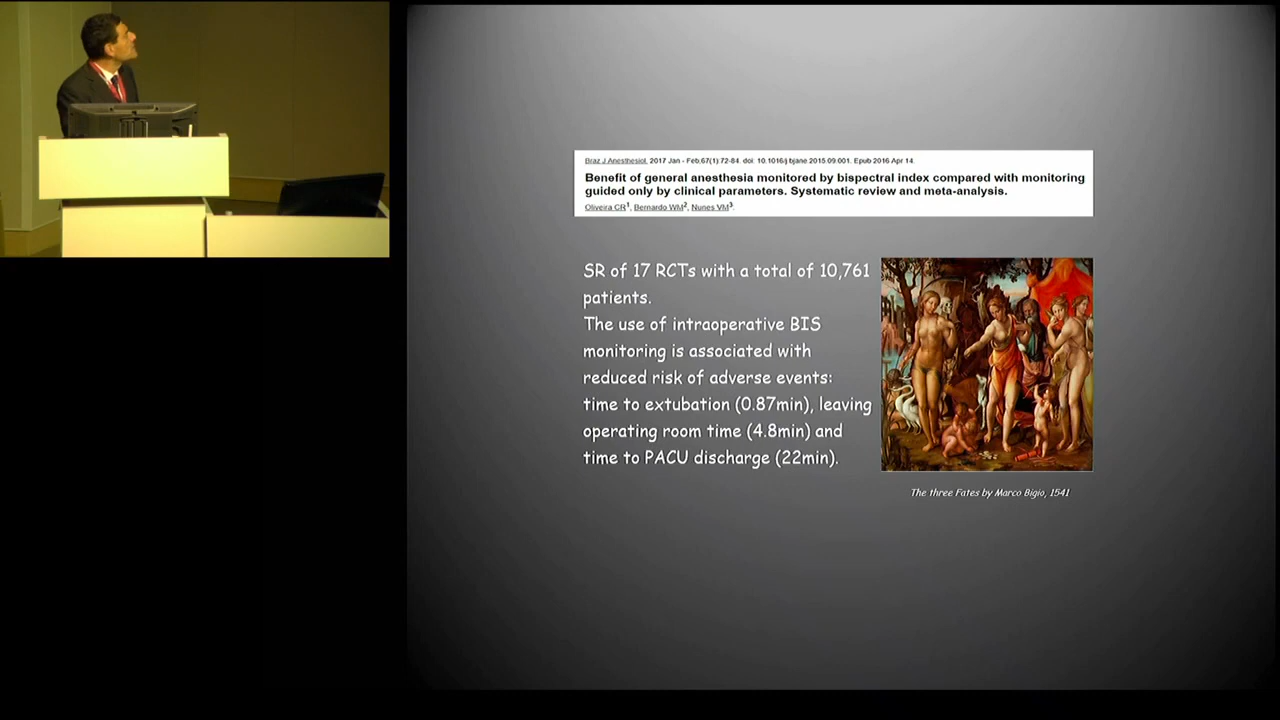 Braz J Anesthesiol. 2017 Jan - Feb;67(1):72-84. doi: 10.1016/j.bjane.2015.09.001. Epub 2016 Apr 14.
Benefit of general anesthesia monitored by bispectral index compared with monitoring
guided only by clinical parameters. Systematic review and meta-analysis.
Oliveira CR1, Bernardo WM2, Nunes VM3.
SR of 17 RCTs with a total of 10,761
patients.
The use of intraoperative BIS
monitoring is associated with
reduced risk of adverse events:
time to extubation (0.87min), leaving
operating room time (4.8min) and
time to PACU discharge (22min).
The three Fates by Marco Bigio, 1541